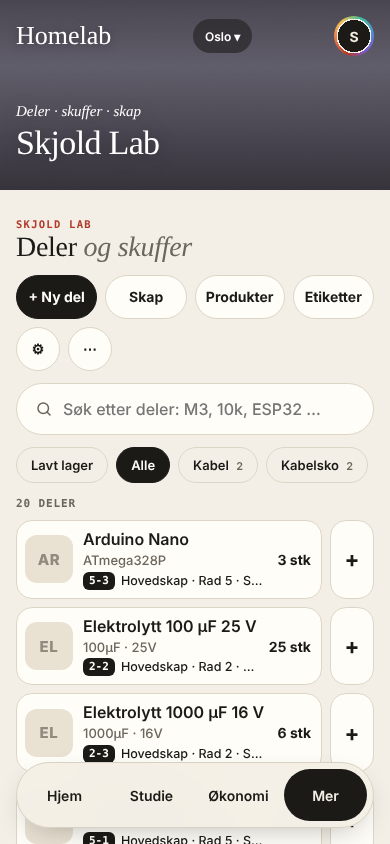 Homelab
Oslo ▾
S
Deler · skuffer · skap
Skjold Lab
SKJOLD LAB
Deler og skuffer
+ Ny del
Skap
Produkter
Etiketter
⚙
···
Søk etter deler: M3, 10k, ESP32 ...
Lavt lager
Alle
Kabel 2
Kabelsko 2
20 DELER
AR
Arduino Nano
ATmega328P
5-3 Hovedskap · Rad 5 · S...
3 stk
+
EL
Elektrolytt 100 µF 25 V
100µF · 25V
2-2 Hovedskap · Rad 2 · ...
25 stk
+
EL
Elektrolytt 1000 µF 16 V
1000µF · 16V
2-3 Hovedskap · Rad 2 · S...
6 stk
+
Hjem
Studie
Økonomi
Mer
5-1 Hovedskap · Rad 5 · S...